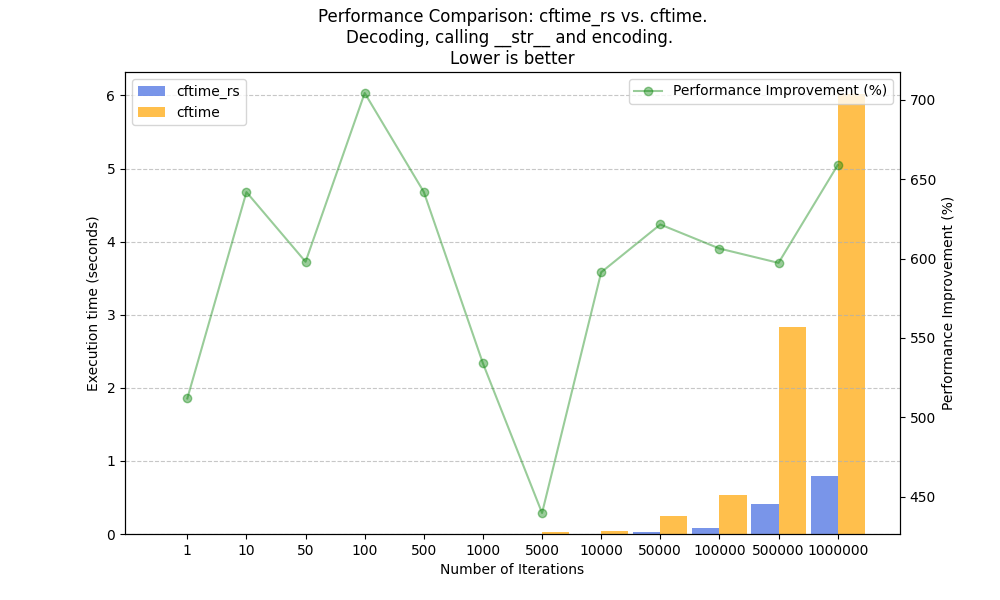 Performance Comparison: cftime_rs vs. cftime.
Decoding, calling __str__ and encoding.
Lower is better
cftime_rs
cftime
Performance Improvement (%)
6
5
4
3
2
1
0
Execution time (seconds)
700
650
600
550
500
450
Performance Improvement (%)
1 10 50 100 500 1000 5000 10000 50000 100000 500000 1000000
Number of Iterations